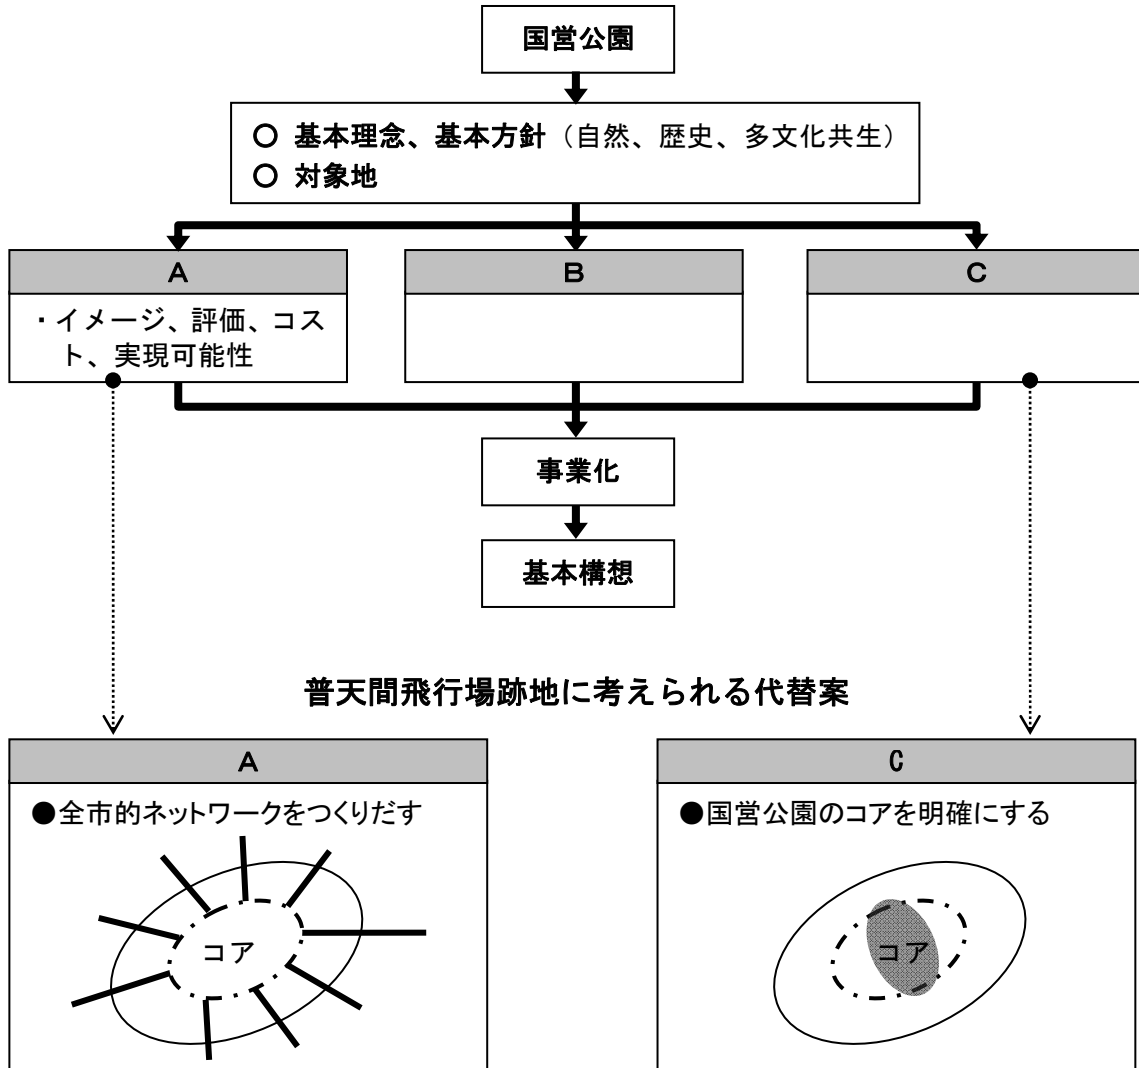 国営公園
○ 基本理念、基本方針（自然、歴史、多文化共生）
○ 対象地
A
B
C
・イメージ、評価、コス
ト、実現可能性
事業化
基本構想
普天間飛行場跡地に考えられる代替案
A
●全市的ネットワークをつくりだす
コア
C
●国営公園のコアを明確にする
コア